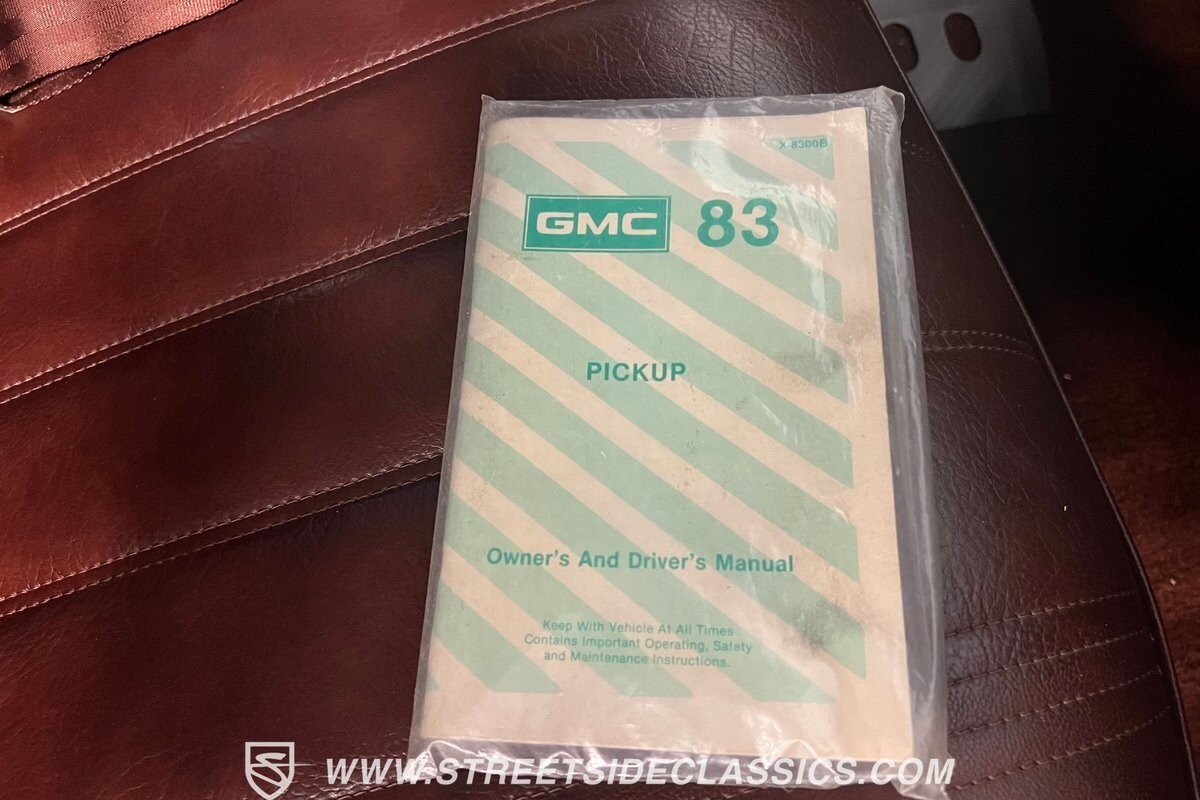 X-8300B
GMC 83
PICKUP
Owner's And Driver's Manual
Keep With Vehicle At All Times
Contains Important Operating, Safety
and Maintenance Instructions.
WWW.STREETSIDECLASSICS.COM